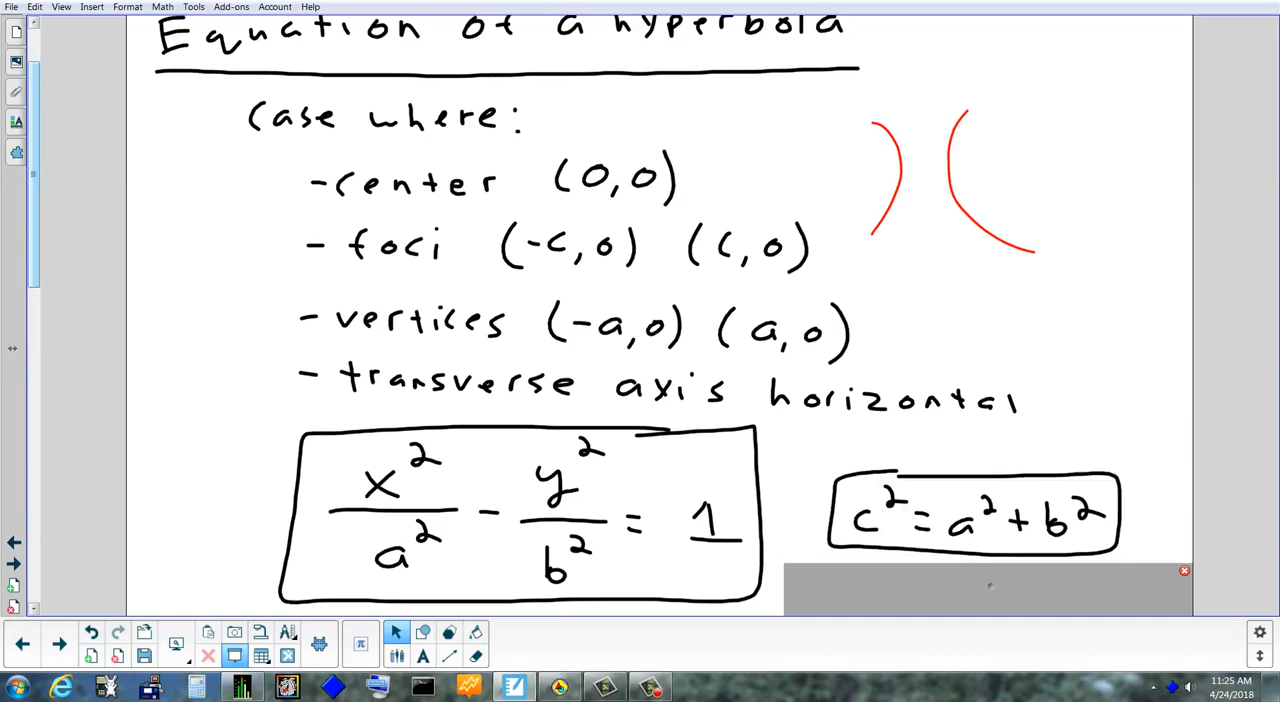 File Edit View Insert Format Math Tools Add-ons Account Help
Equation of a hyperbola
Case where:
- center (0,0)
- foci (-c,0) (c,0)
- vertices (-a,0) (a,0)
- transverse axis horizontal
x²/a² - y²/b² = 1
c² = a² + b²
π
A
11:25 AM
4/24/2018